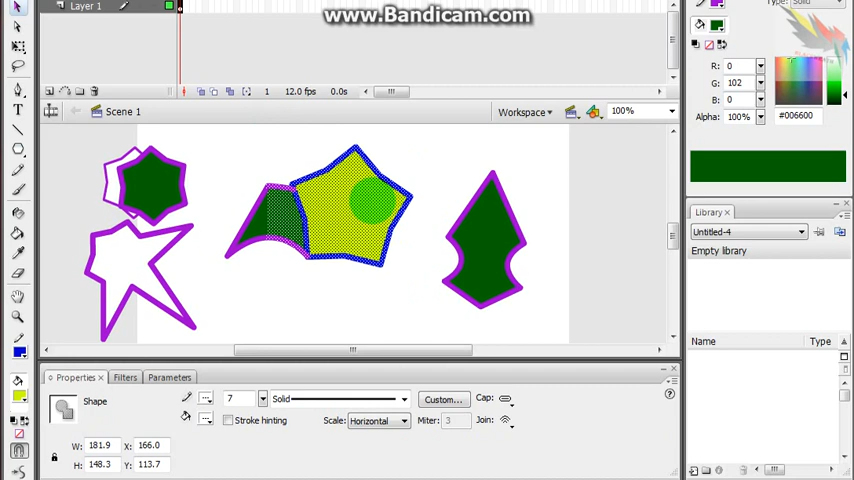 www.Bandicam.com
Layer 1
Type: Solid
R: 0
G: 102
B: 0
Alpha: 100%
#006600
1 12.0 fps 0.0s
Scene 1
Workspace
100%
Library
Untitled-4
Empty library
Name Type
Properties Filters Parameters
Shape
7 Solid Custom... Cap:
Stroke hinting Scale: Horizontal Miter: 3 Join:
W: 181.9 X: 166.0
H: 148.3 Y: 113.7
T